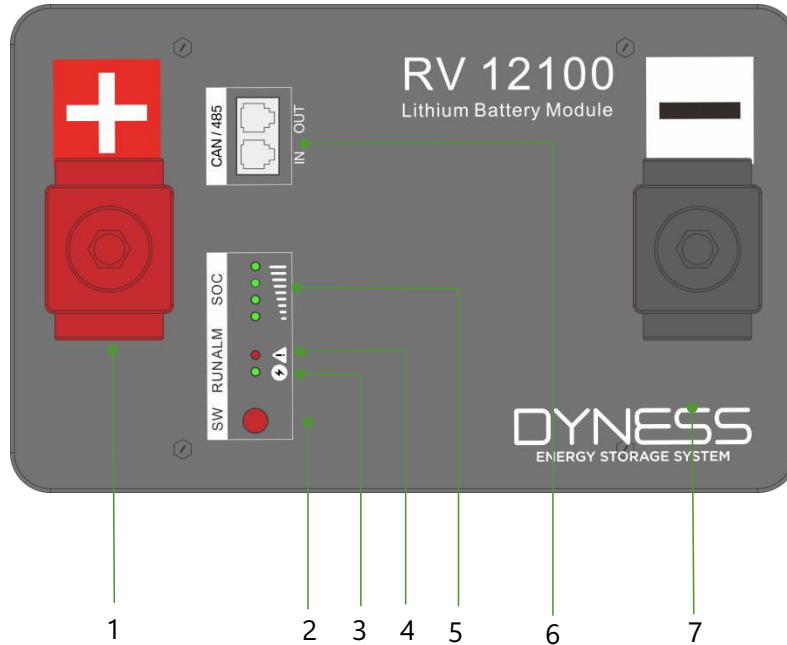 RV 12100
Lithium Battery Module
CAN / 485
IN OUT
SW RUN ALM SOC
DYNESS
ENERGY STORAGE SYSTEM
1 2 3 4 5 6 7